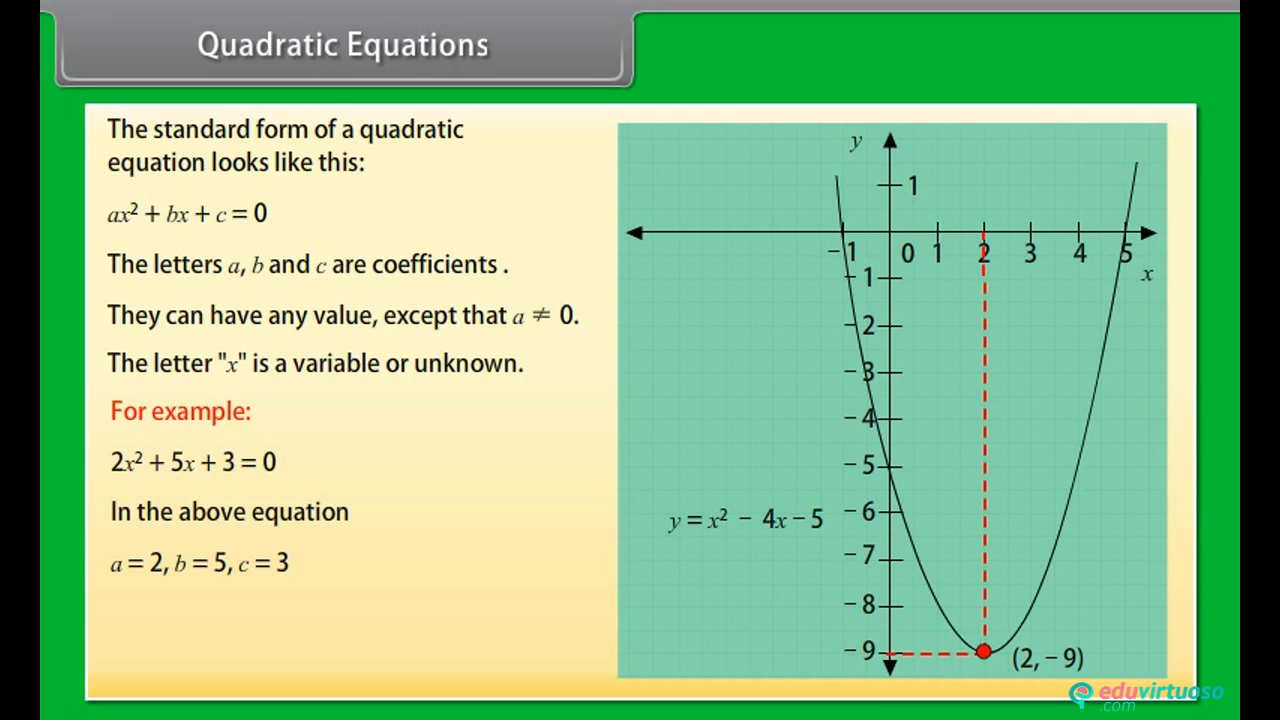 Quadratic Equations
The standard form of a quadratic
equation looks like this:
ax² + bx + c = 0
The letters a, b and c are coefficients .
They can have any value, except that a ≠ 0.
The letter "x" is a variable or unknown.
For example:
2x² + 5x + 3 = 0
In the above equation
a = 2, b = 5, c = 3
y
1
−1 0 1 2 3 4 5
x
−1
−2
−3
−4
−5
−6
y = x² − 4x − 5
−7
−8
−9
(2, −9)
eduvirtuoso
.com